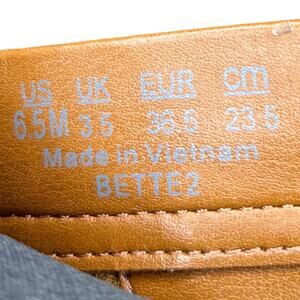 US UK EUR cm
6.5M 3.5 36.5 23.5
Made in Vietnam
BETTE2